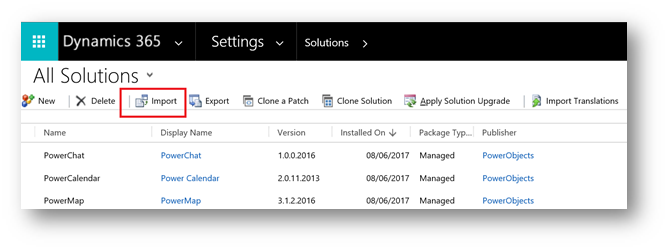 Dynamics 365 Settings Solutions
All Solutions
New Delete Import Export Clone a Patch Clone Solution Apply Solution Upgrade Import Translations
Name Display Name Version Installed On Package Typ... Publisher
PowerChat PowerChat 1.0.0.2016 08/06/2017 Managed PowerObjects
PowerCalendar Power Calendar 2.0.11.2013 08/06/2017 Managed PowerObjects
PowerMap PowerMap 3.1.2.2016 08/06/2017 Managed PowerObjects